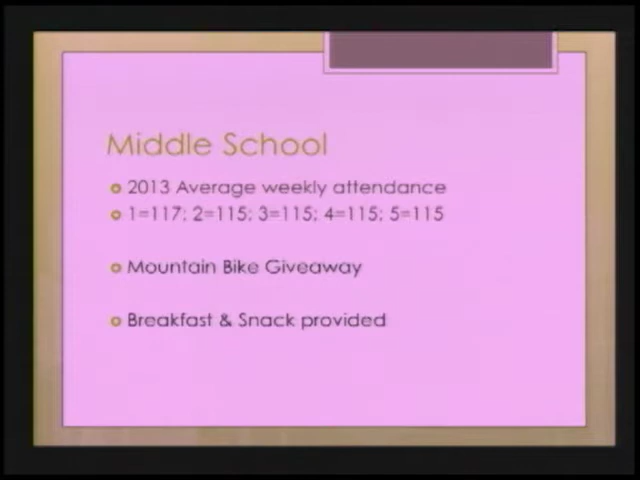 Middle School
2013 Average weekly attendance
1=117; 2=115; 3=115; 4=115; 5=115
Mountain Bike Giveaway
Breakfast & Snack provided